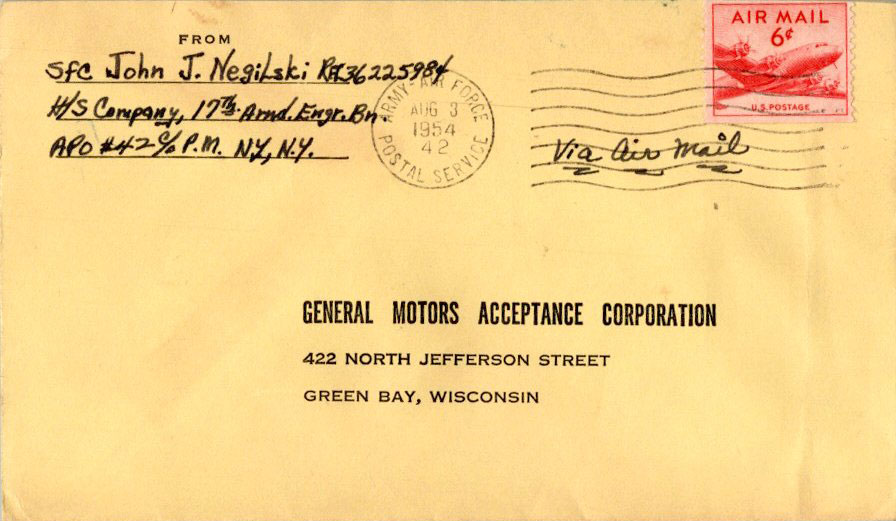 FROM
Sfc John J. Negilski RA36225984
H/S Company, 17th Armd. Engr. Bn.
APO #42 c/o P.M. NY, N.Y.
ARMY-AIR FORCE
AUG 3
1954
42
POSTAL SERVICE
AIR MAIL
6¢
U.S. POSTAGE
Via Air Mail
GENERAL MOTORS ACCEPTANCE CORPORATION
422 NORTH JEFFERSON STREET
GREEN BAY, WISCONSIN